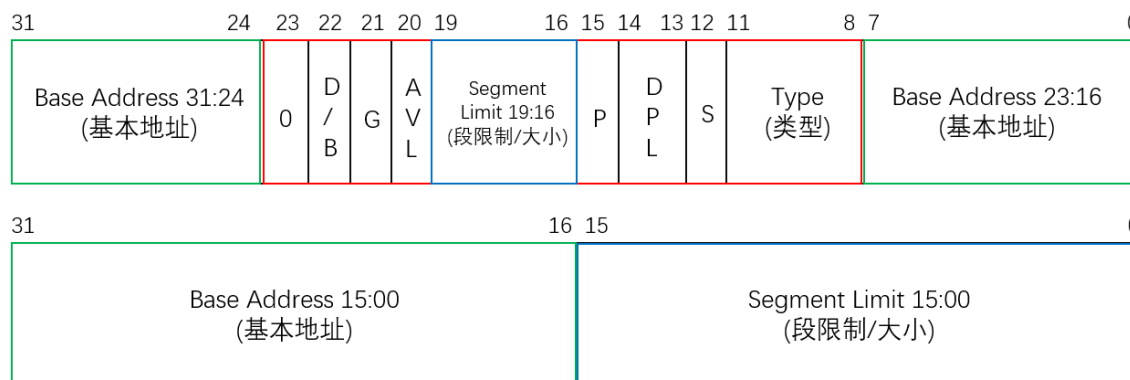 31 24 23 22 21 20 19 16 15 14 13 12 11 8 7
Base Address 31:24
(基本地址)
0
D
/
B
G
A
V
L
Segment
Limit 19:16
(段限制/大小)
P
D
P
L
S
Type
(类型)
Base Address 23:16
(基本地址)
31 16 15
Base Address 15:00
(基本地址)
Segment Limit 15:00
(段限制/大小)